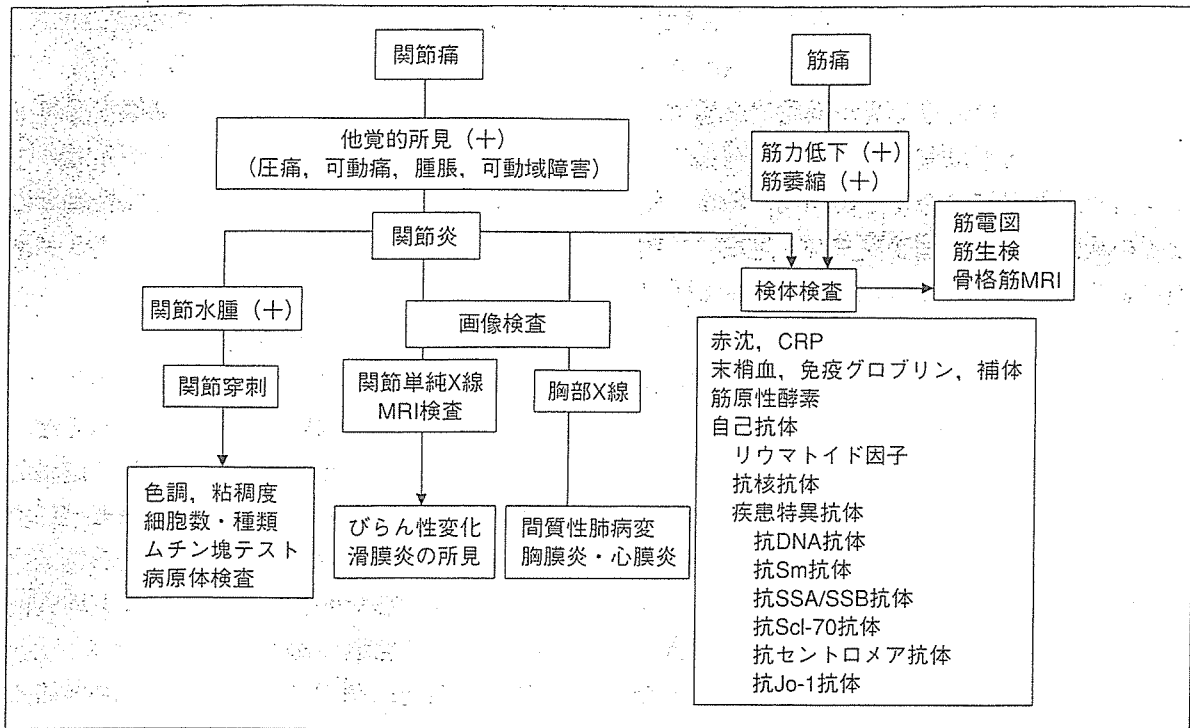 関節痛
筋痛
他覚的所見（＋）
（圧痛，可動痛，腫脹，可動域障害）
筋力低下（＋）
筋萎縮（＋）
関節炎
筋電図
筋生検
骨格筋MRI
検体検査
関節水腫（＋）
画像検査
関節穿刺
関節単純X線
MRI検査
胸部X線
赤沈，CRP
末梢血，免疫グロブリン，補体
筋原性酵素
自己抗体
リウマトイド因子
抗核抗体
疾患特異抗体
抗DNA抗体
抗Sm抗体
抗SSA/SSB抗体
抗Scl-70抗体
抗セントロメア抗体
抗Jo-1抗体
色調，粘稠度
細胞数・種類
ムチン塊テスト
病原体検査
びらん性変化
滑膜炎の所見
間質性肺病変
胸膜炎・心膜炎